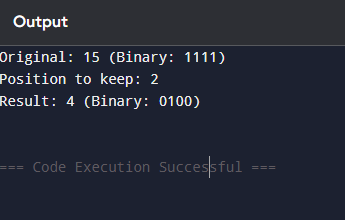 Output
Original: 15 (Binary: 1111)
Position to keep: 2
Result: 4 (Binary: 0100)
=== Code Execution Successful ===